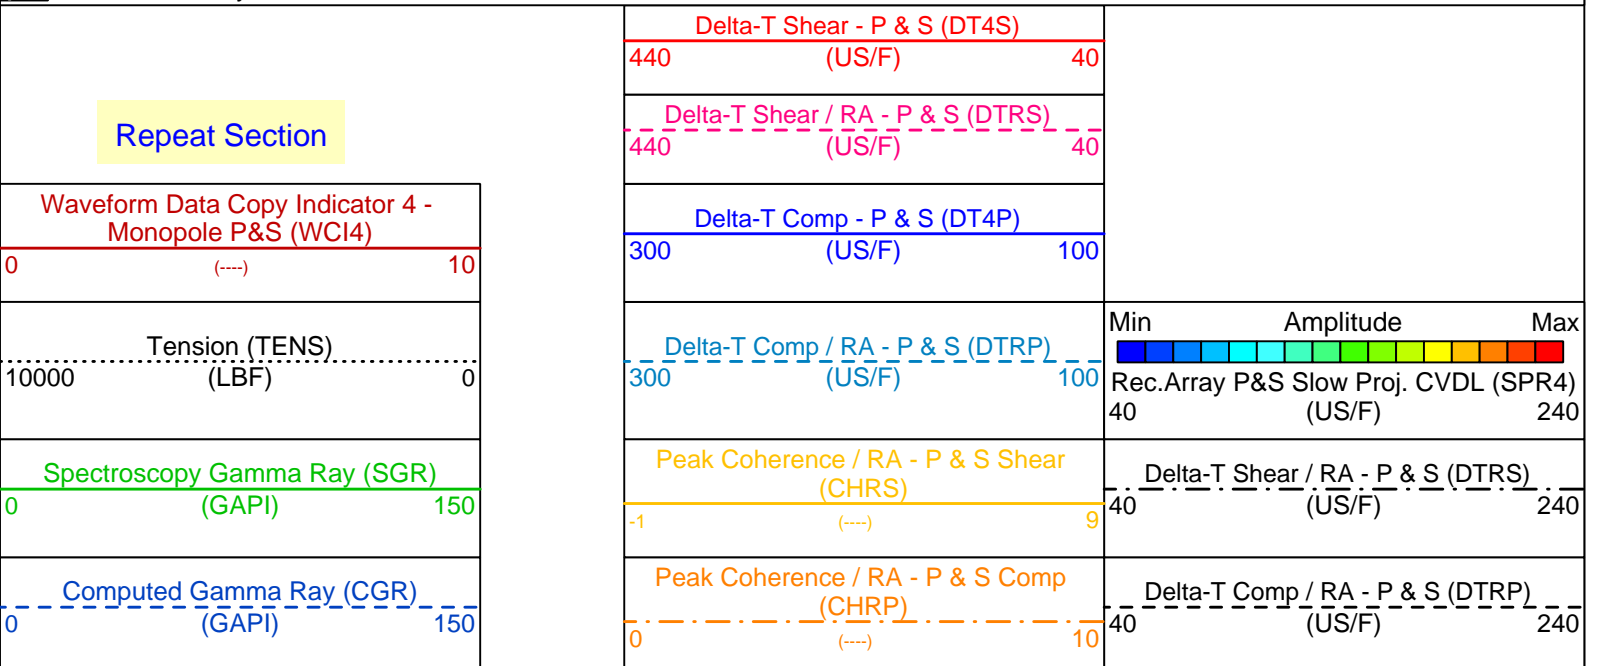 Repeat Section
Waveform Data Copy Indicator 4 -
Monopole P&S (WCI4)
0 (----) 10
Tension (TENS)
10000 (LBF) 0
Spectroscopy Gamma Ray (SGR)
0 (GAPI) 150
Computed Gamma Ray (CGR)
0 (GAPI) 150
Delta-T Shear - P & S (DT4S)
440 (US/F) 40
Delta-T Shear / RA - P & S (DTRS)
440 (US/F) 40
Delta-T Comp - P & S (DT4P)
300 (US/F) 100
Delta-T Comp / RA - P & S (DTRP)
300 (US/F) 100
Peak Coherence / RA - P & S Shear
(CHRS)
-1 (----) 9
Peak Coherence / RA - P & S Comp
(CHRP)
0 (----) 10
Min Amplitude Max
Rec.Array P&S Slow Proj. CVDL (SPR4)
40 (US/F) 240
Delta-T Shear / RA - P & S (DTRS)
40 (US/F) 240
Delta-T Comp / RA - P & S (DTRP)
40 (US/F) 240